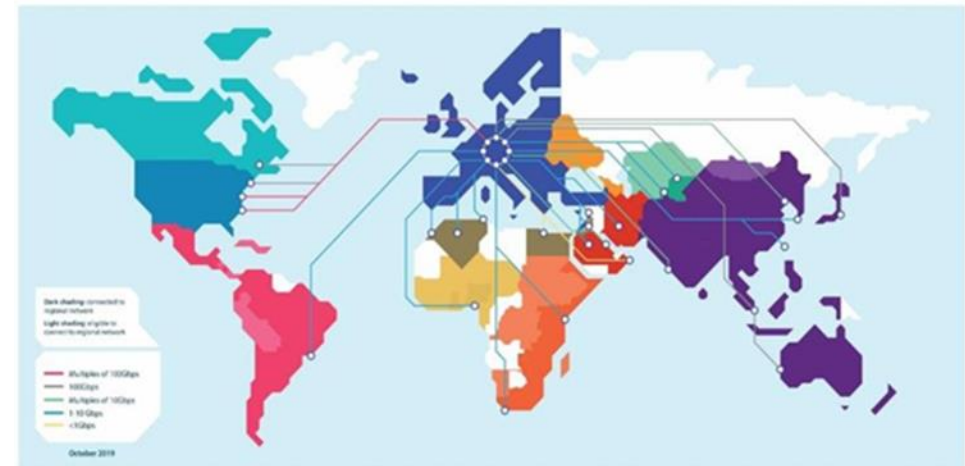 Dark shading: connected to
regional network
Light shading: eligible to
connect to regional network
Multiples of 100Gbps
100Gbps
Multiples of 10Gbps
1-10 Gbps
<1Gbps
October 2019